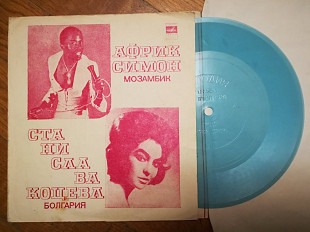 АФРИК
СИМОН
МОЗАМБИК
СТА
НИ
СЛА
ВА
КОЦЕВА
БОЛГАРИЯ